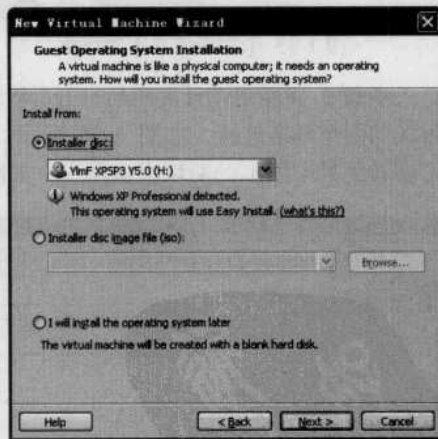 New Virtual Machine Wizard
Guest Operating System Installation
A virtual machine is like a physical computer; it needs an operating
system. How will you install the guest operating system?
Install from:
Installer disc:
YlmF XPSP3 Y5.0 (H:)
Windows XP Professional detected.
This operating system will use Easy Install. (what's this?)
Installer disc image file (iso):
Browse...
I will install the operating system later
The virtual machine will be created with a blank hard disk.
Help
< Back
Next >
Cancel